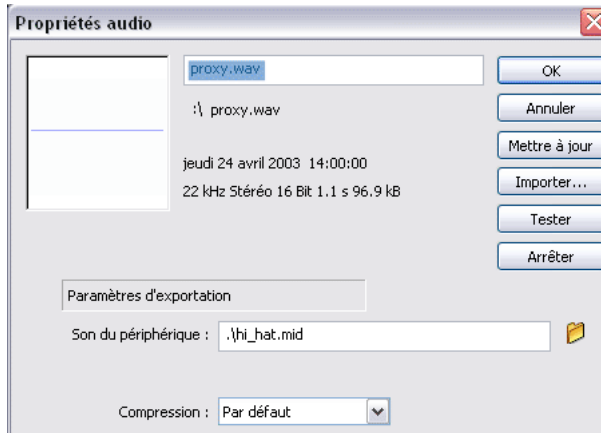 Propriétés audio
proxy.wav
:\ proxy.wav
jeudi 24 avril 2003 14:00:00
22 kHz Stéréo 16 Bit 1.1 s 96.9 kB
OK
Annuler
Mettre à jour
Importer...
Tester
Arrêter
Paramètres d'exportation
Son du périphérique : .\hi_hat.mid
Compression : Par défaut